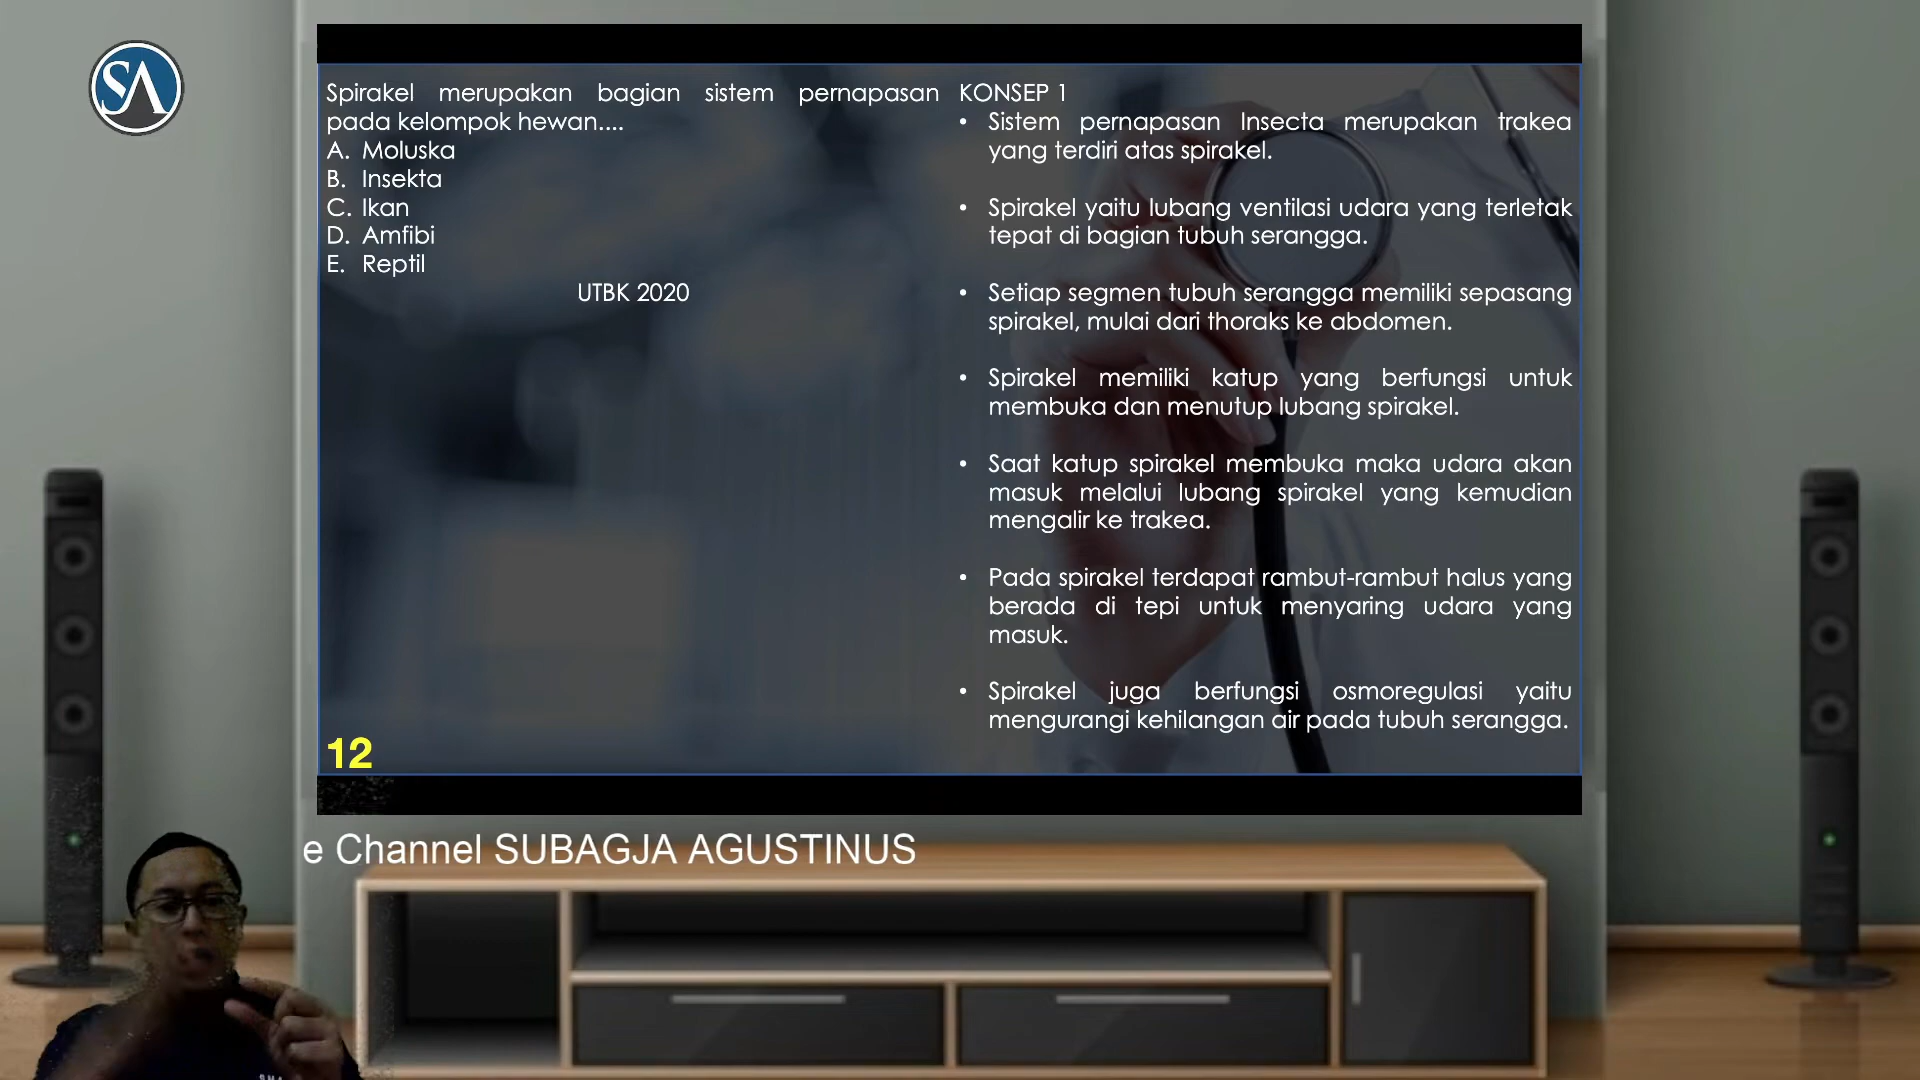 SA
Spirakel merupakan bagian sistem pernapasan
pada kelompok hewan....
A. Moluska
B. Insekta
C. Ikan
D. Amfibi
E. Reptil
UTBK 2020
12
KONSEP 1
• Sistem pernapasan Insecta merupakan trakea
yang terdiri atas spirakel.
• Spirakel yaitu lubang ventilasi udara yang terletak
tepat di bagian tubuh serangga.
• Setiap segmen tubuh serangga memiliki sepasang
spirakel, mulai dari thoraks ke abdomen.
• Spirakel memiliki katup yang berfungsi untuk
membuka dan menutup lubang spirakel.
• Saat katup spirakel membuka maka udara akan
masuk melalui lubang spirakel yang kemudian
mengalir ke trakea.
• Pada spirakel terdapat rambut-rambut halus yang
berada di tepi untuk menyaring udara yang
masuk.
• Spirakel juga berfungsi osmoregulasi yaitu
mengurangi kehilangan air pada tubuh serangga.
e Channel SUBAGJA AGUSTINUS